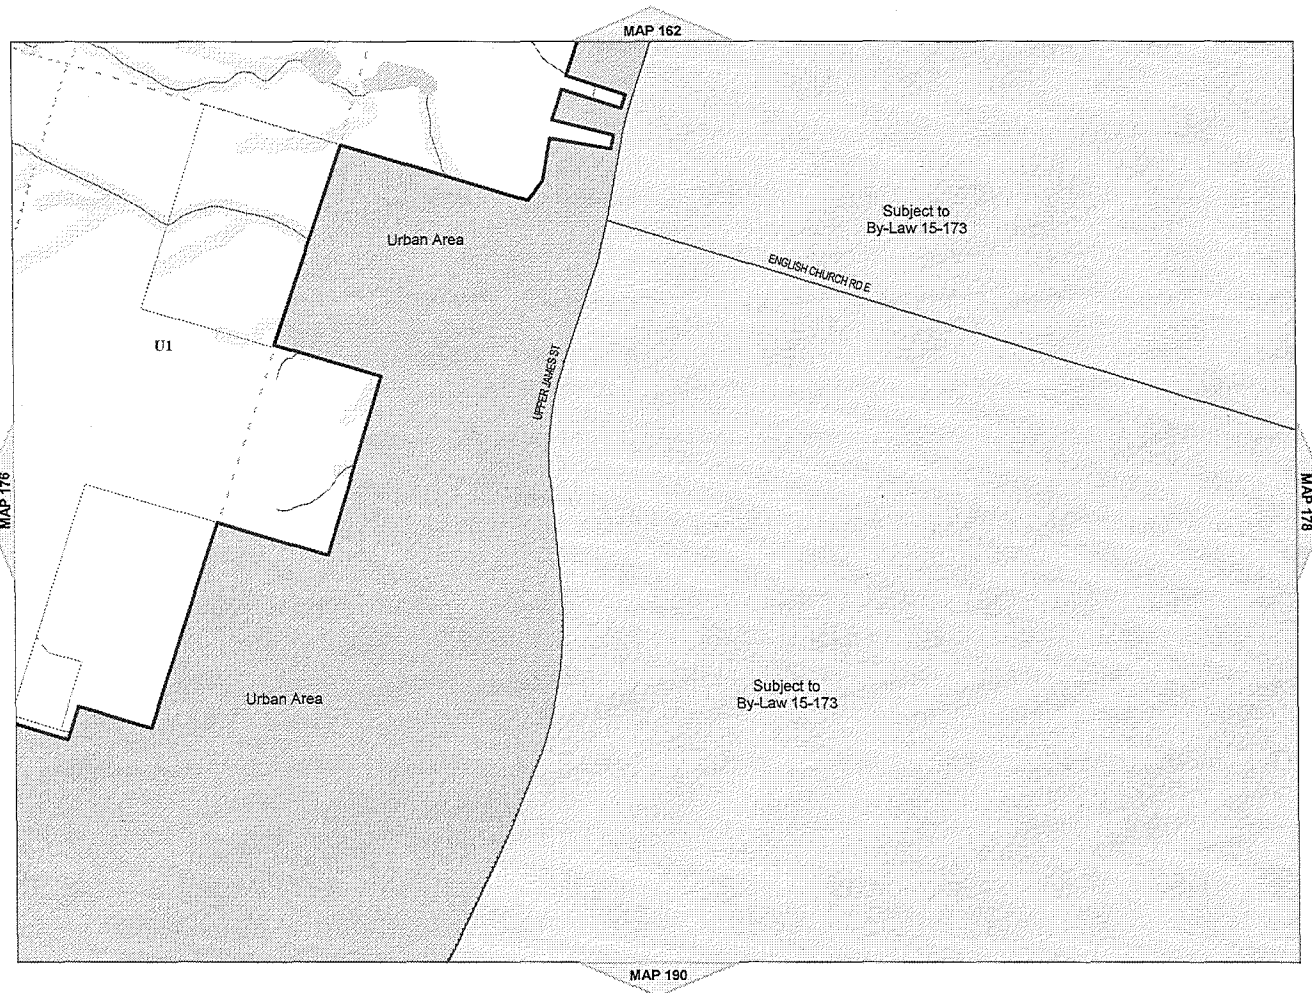 MAP 162
Subject to
By-Law 15-173
Urban Area
ENGLISH CHURCH RD E
U1
UPPER JAMES ST
MAP 176
MAP 178
Urban Area
Subject to
By-Law 15-173
MAP 190